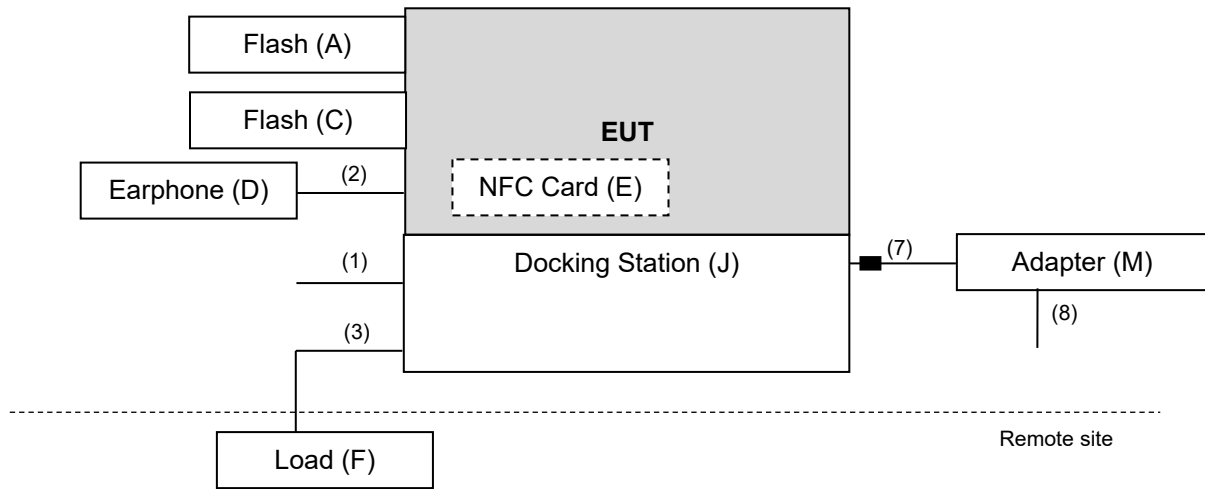 Flash (A)
Flash (C)
EUT
Earphone (D)
(2)
NFC Card (E)
(1)
Docking Station (J)
(7)
Adapter (M)
(3)
(8)
Remote site
Load (F)